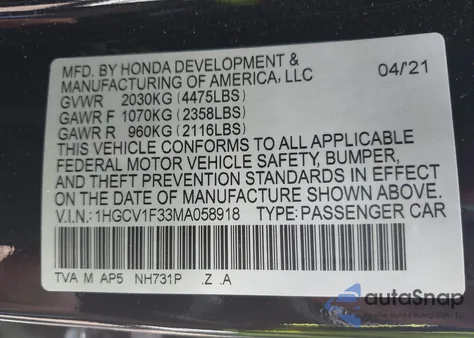 MFD. BY HONDA DEVELOPMENT &
MANUFACTURING OF AMERICA, LLC 04/21
GVWR 2030KG (4475LBS)
GAWR F 1070KG (2358LBS)
GAWR R 960KG (2116LBS)
THIS VEHICLE CONFORMS TO ALL APPLICABLE
FEDERAL MOTOR VEHICLE SAFETY, BUMPER,
AND THEFT PREVENTION STANDARDS IN EFFECT ON
THE DATE OF MANUFACTURE SHOWN ABOVE.
V.I.N.: 1HGCV1F33MA058918 TYPE: PASSENGER CAR
TVA M AP5 NH731P .Z .A
autoSnap